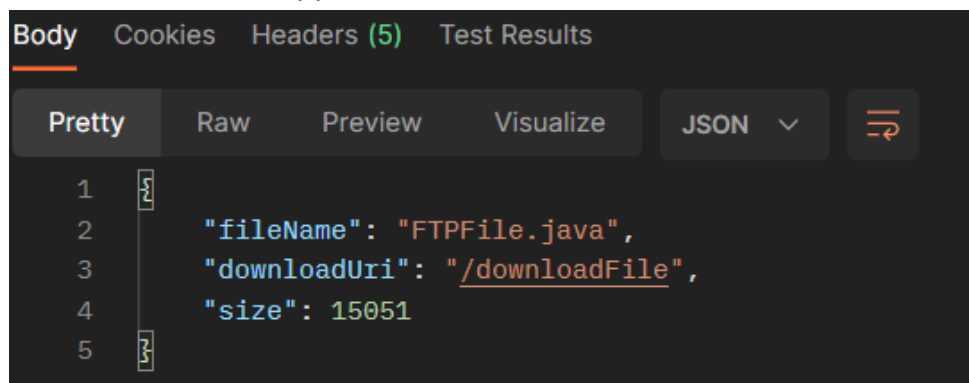 Body Cookies Headers (5) Test Results
Pretty Raw Preview Visualize JSON
1 {
2 "fileName": "FTPFile.java",
3 "downloadUri": "/downloadFile",
4 "size": 15051
5 }